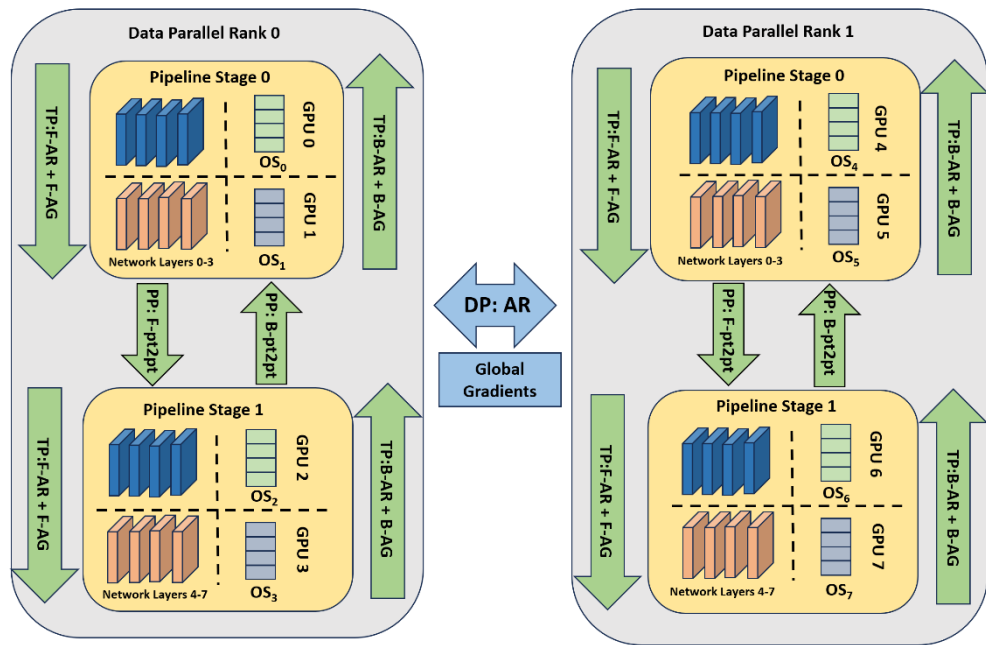 Data Parallel Rank 0
TP:F-AR + F-AG
Pipeline Stage 0
GPU 0
OS0
GPU 1
OS1
Network Layers 0-3
TP:B-AR + B-AG
PP: F-pt2pt
PP: B-pt2pt
TP:F-AR + F-AG
Pipeline Stage 1
GPU 2
OS2
GPU 3
OS3
Network Layers 4-7
TP:B-AR + B-AG
DP: AR
Global
Gradients
Data Parallel Rank 1
TP:F-AR + F-AG
Pipeline Stage 0
GPU 4
OS4
GPU 5
OS5
Network Layers 0-3
TP:B-AR + B-AG
PP: F-pt2pt
PP: B-pt2pt
TP:F-AR + F-AG
Pipeline Stage 1
GPU 6
OS6
GPU 7
OS7
Network Layers 4-7
TP:B-AR + B-AG